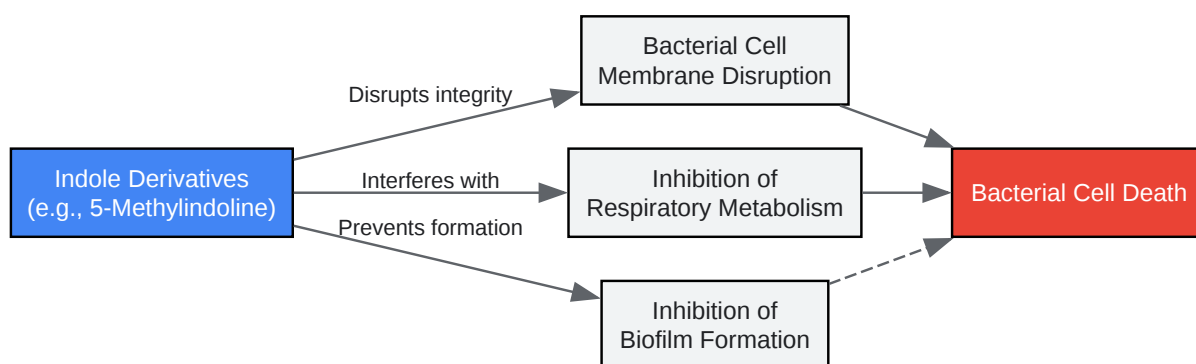 Indole Derivatives
(e.g., 5-Methylindoline)
Disrupts integrity
Interferes with
Prevents formation
Bacterial Cell
Membrane Disruption
Inhibition of
Respiratory Metabolism
Inhibition of
Biofilm Formation
Bacterial Cell Death